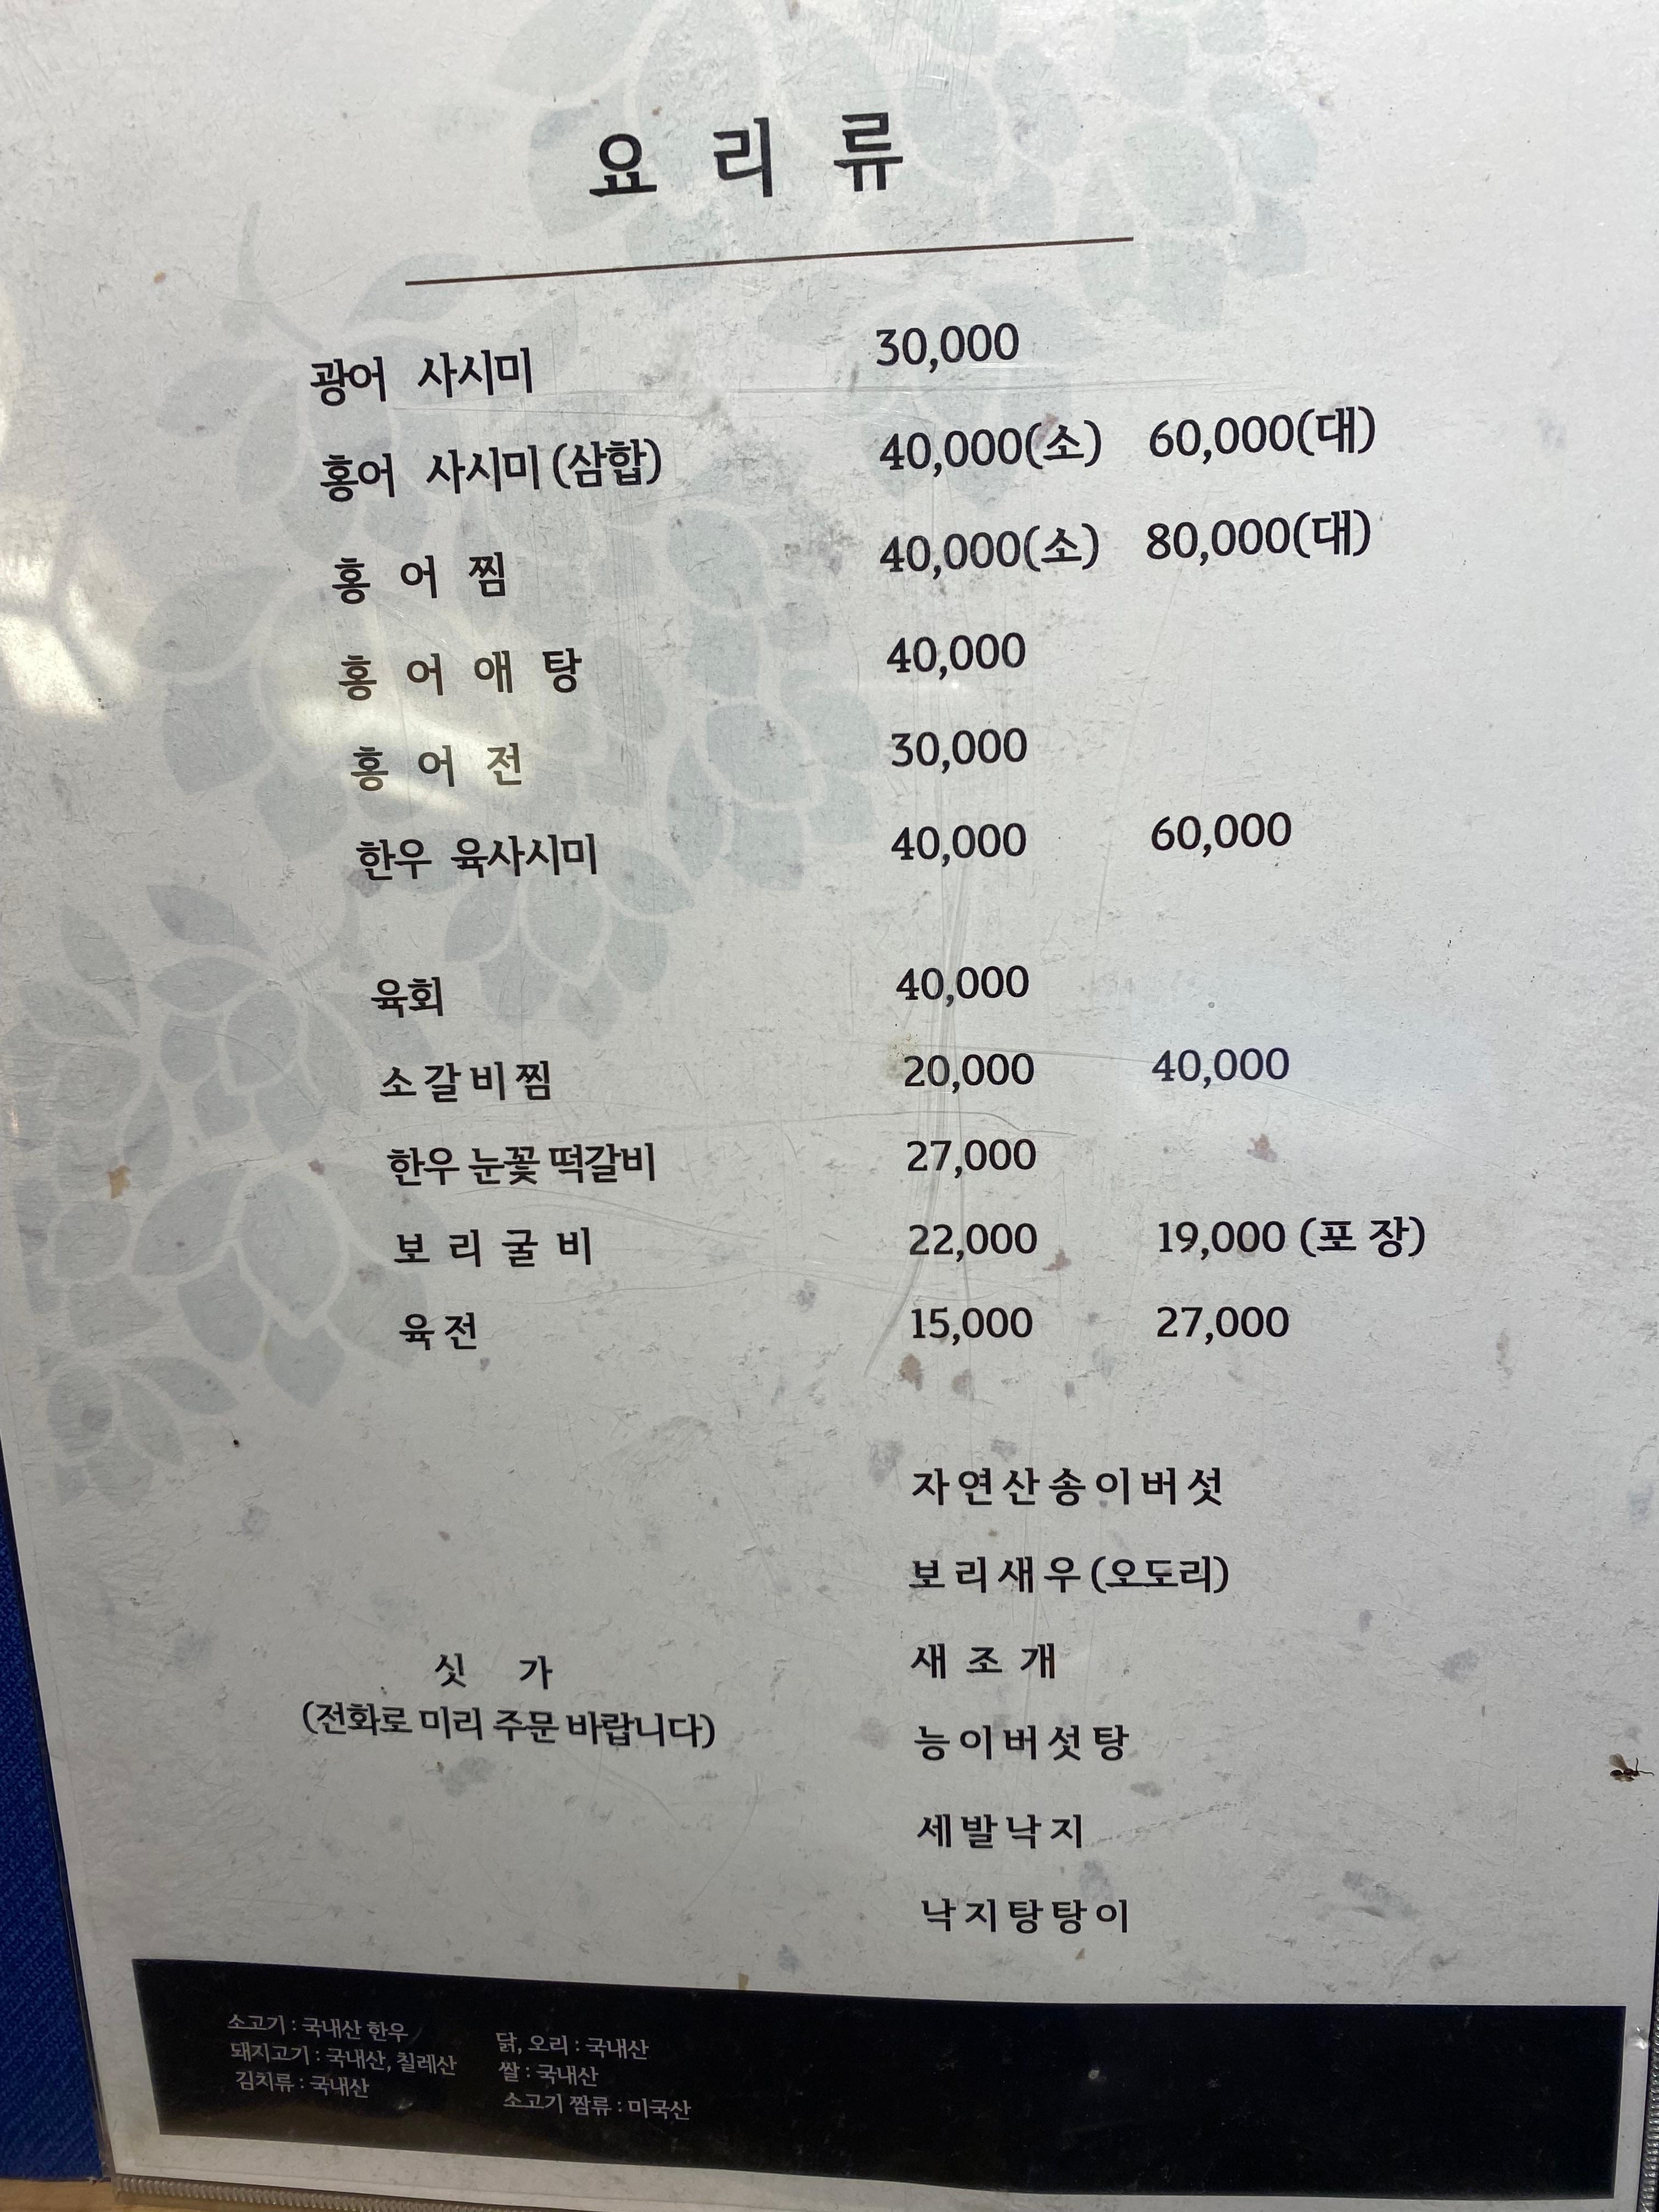 요 리 류
광어 사시미 30,000
홍어 사시미 (삼합) 40,000(소) 60,000(대)
홍 어 찜 40,000(소) 80,000(대)
홍 어 애 탕 40,000
홍 어 전 30,000
한우 육사시미 40,000 60,000
육회 40,000
소갈비찜 20,000 40,000
한우 눈꽃 떡갈비 27,000
보 리 굴 비 22,000 19,000 (포 장)
육전 15,000 27,000
싯 가
(전화로 미리 주문 바랍니다)
자연산송이버섯
보리새우(오도리)
새 조 개
능이버섯탕
세발낙지
낙지탕탕이
소고기 : 국내산 한우
돼지고기 : 국내산, 칠레산
김치류 : 국내산
닭, 오리 : 국내산
쌀 : 국내산
소고기 짬류 : 미국산